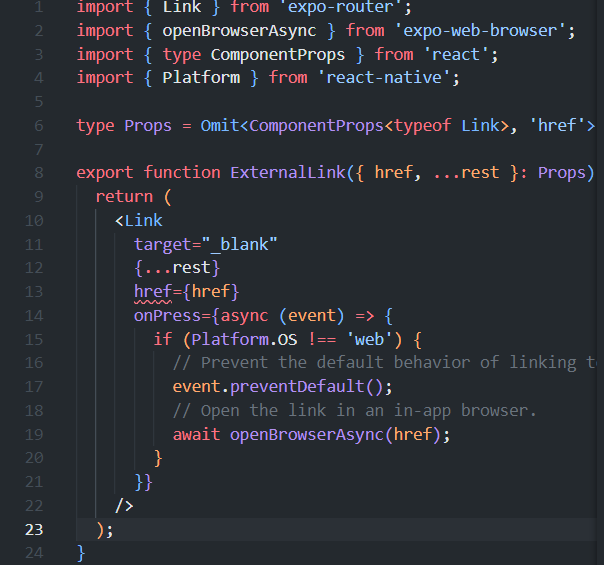 1 import { Link } from 'expo-router';
2 import { openBrowserAsync } from 'expo-web-browser';
3 import { type ComponentProps } from 'react';
4 import { Platform } from 'react-native';
5
6 type Props = Omit<ComponentProps<typeof Link>, 'href'>
7
8 export function ExternalLink({ href, ...rest }: Props)
9 return (
10 <Link
11 target="_blank"
12 {...rest}
13 href={href}
14 onPress={async (event) => {
15 if (Platform.OS !== 'web') {
16 // Prevent the default behavior of linking
17 event.preventDefault();
18 // Open the link in an in-app browser.
19 await openBrowserAsync(href);
20 }
21 }}
22 />
23 );
24 }